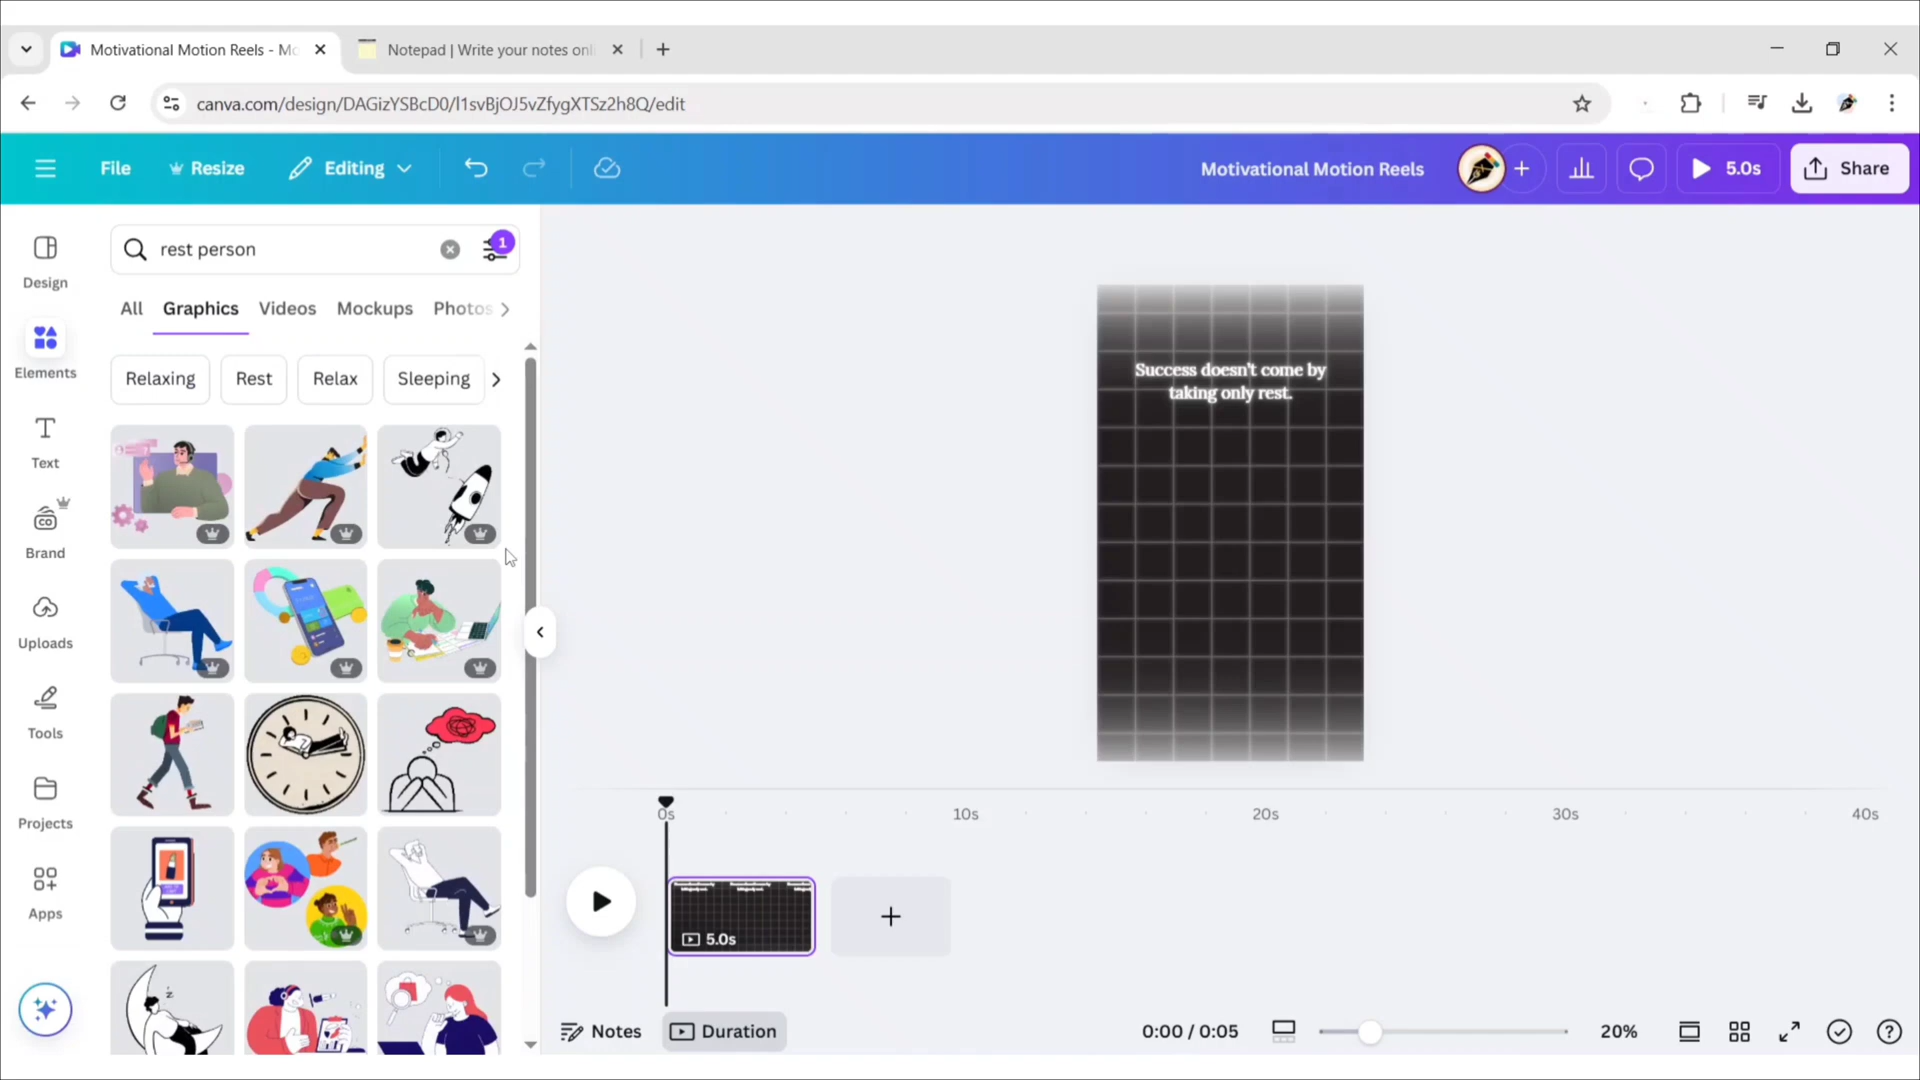 Motivational Motion Reels - Mo
Notepad | Write your notes onl
canva.com/design/DAGizYSBcD0/l1svBjOJ5vZfygXTSz2h8Q/edit
File
Resize
Editing
Motivational Motion Reels
5.0s
Share
rest person
1
Design
Elements
Text
Brand
Uploads
Tools
Projects
Apps
All
Graphics
Videos
Mockups
Photos
Relaxing
Rest
Relax
Sleeping
Success doesn't come by
taking only rest.
0s
10s
20s
30s
40s
5.0s
Notes
Duration
0:00 / 0:05
20%